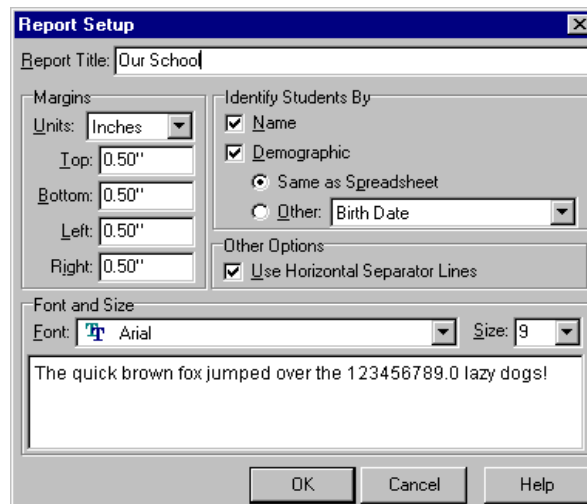 Report Setup
Report Title: Our School
Margins
Units: Inches
Top: 0.50"
Bottom: 0.50"
Left: 0.50"
Right: 0.50"
Identify Students By
Name
Demographic
Same as Spreadsheet
Other: Birth Date
Other Options
Use Horizontal Separator Lines
Font and Size
Font: Arial Size: 9
The quick brown fox jumped over the 123456789.0 lazy dogs!
OK Cancel Help